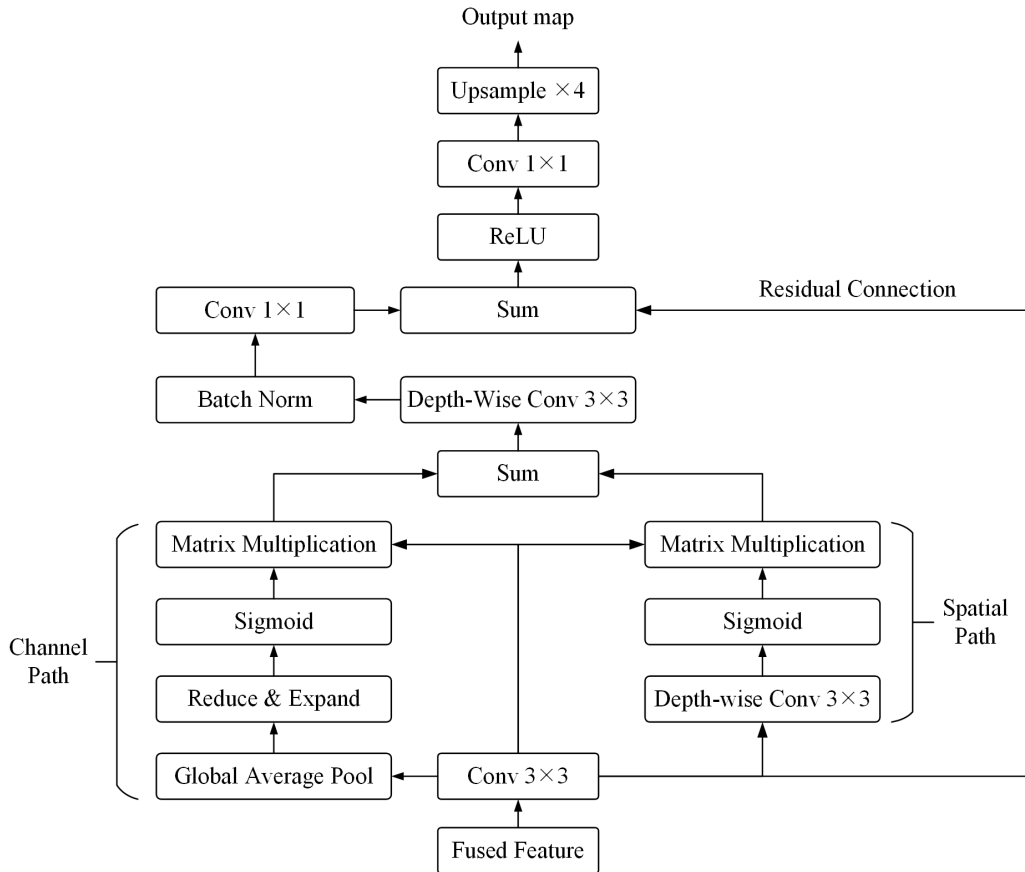 Output map
Upsample ×4
Conv 1×1
ReLU
Conv 1×1
Sum
Residual Connection
Batch Norm
Depth-Wise Conv 3×3
Sum
Matrix Multiplication
Matrix Multiplication
Sigmoid
Sigmoid
Channel
Path
Spatial
Path
Reduce & Expand
Depth-wise Conv 3×3
Global Average Pool
Conv 3×3
Fused Feature